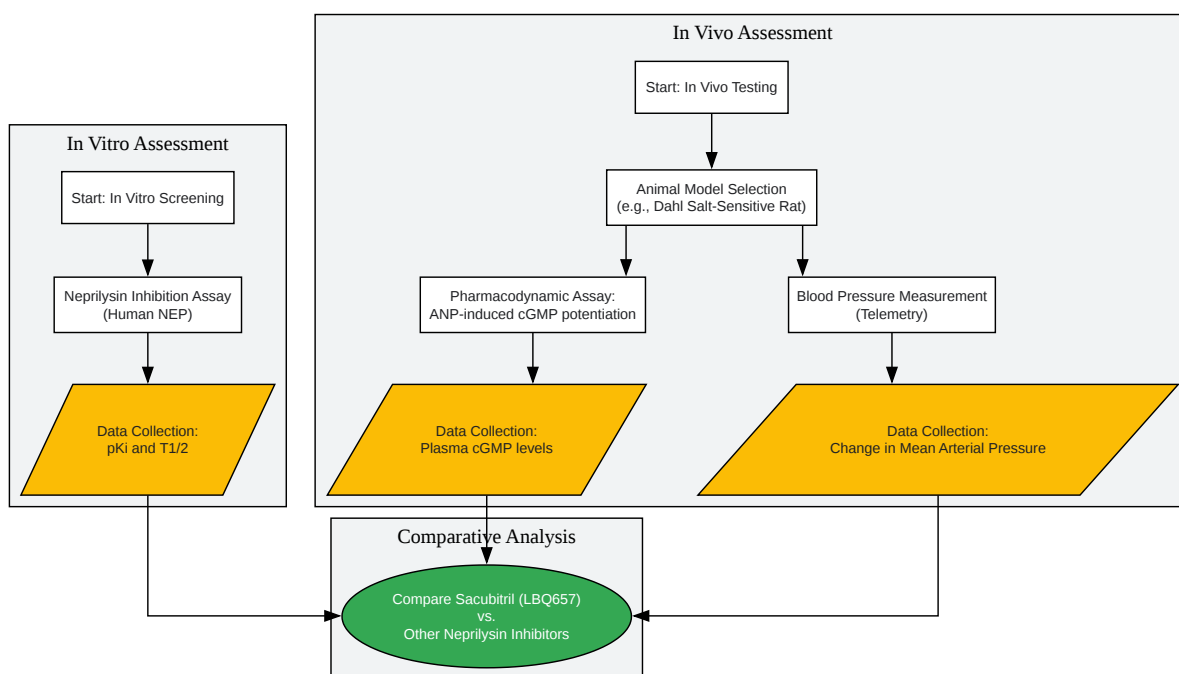 In Vivo Assessment
Start: In Vivo Testing
In Vitro Assessment
Start: In Vitro Screening
Animal Model Selection
(e.g., Dahl Salt-Sensitive Rat)
Neprilysin Inhibition Assay
(Human NEP)
Pharmacodynamic Assay:
ANP-induced cGMP potentiation
Blood Pressure Measurement
(Telemetry)
Data Collection:
pKi and T1/2
Data Collection:
Plasma cGMP levels
Data Collection:
Change in Mean Arterial Pressure
Comparative Analysis
Compare Sacubitril (LBQ657)
vs.
Other Neprilysin Inhibitors